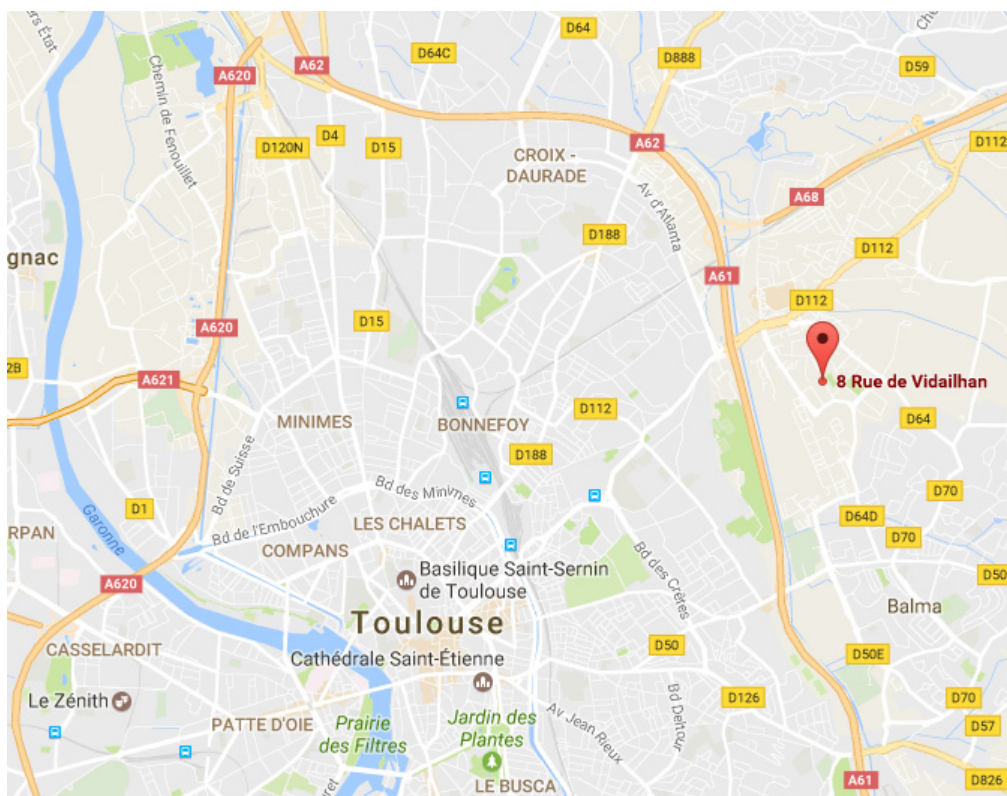 D64
D888
D64C
A62
A620
D59
Chemin de Fenouillet
D120N
D4
D15
A62
D112
CROIX -
DAURADE
Av d'Atlanta
A68
D188
D112
gnac
A61
D112
D15
A620
2B
A621
8 Rue de Vidailhan
MINIMES
BONNEFOY
D112
D64
Bd de Suisse
D188
Bd des Minimes
D70
D1
Garonne
Bd de l'Embouchure
LES CHALETS
D64D
D70
RPAN
COMPANS
Bd des Crêtes
A620
Basilique Saint-Sernin
de Toulouse
D50
Balma
Toulouse
CASSELARDIT
D50
D50E
Cathédrale Saint-Étienne
Le Zénith
D126
D70
Bd Deltour
PATTE D'OIE
Prairie
des Filtres
Jardin des
Plantes
Av Jean Rieux
D57
LE BUSCA
A61
D826